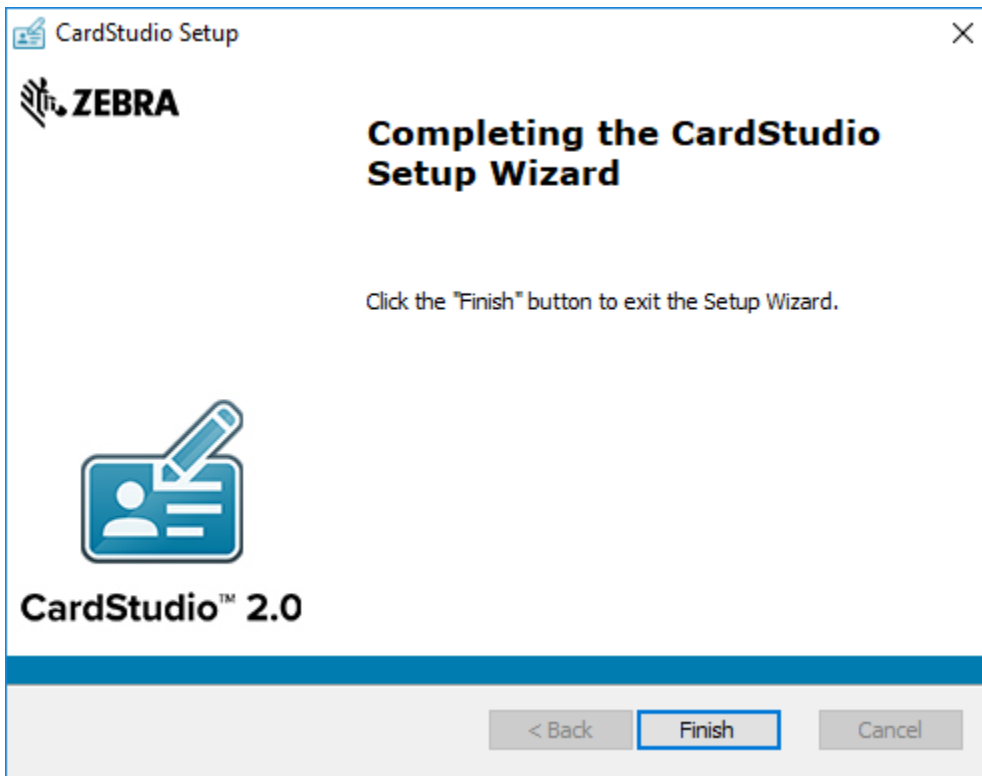 CardStudio Setup
ZEBRA
Completing the CardStudio
Setup Wizard
Click the "Finish" button to exit the Setup Wizard.
CardStudio™ 2.0
< Back
Finish
Cancel